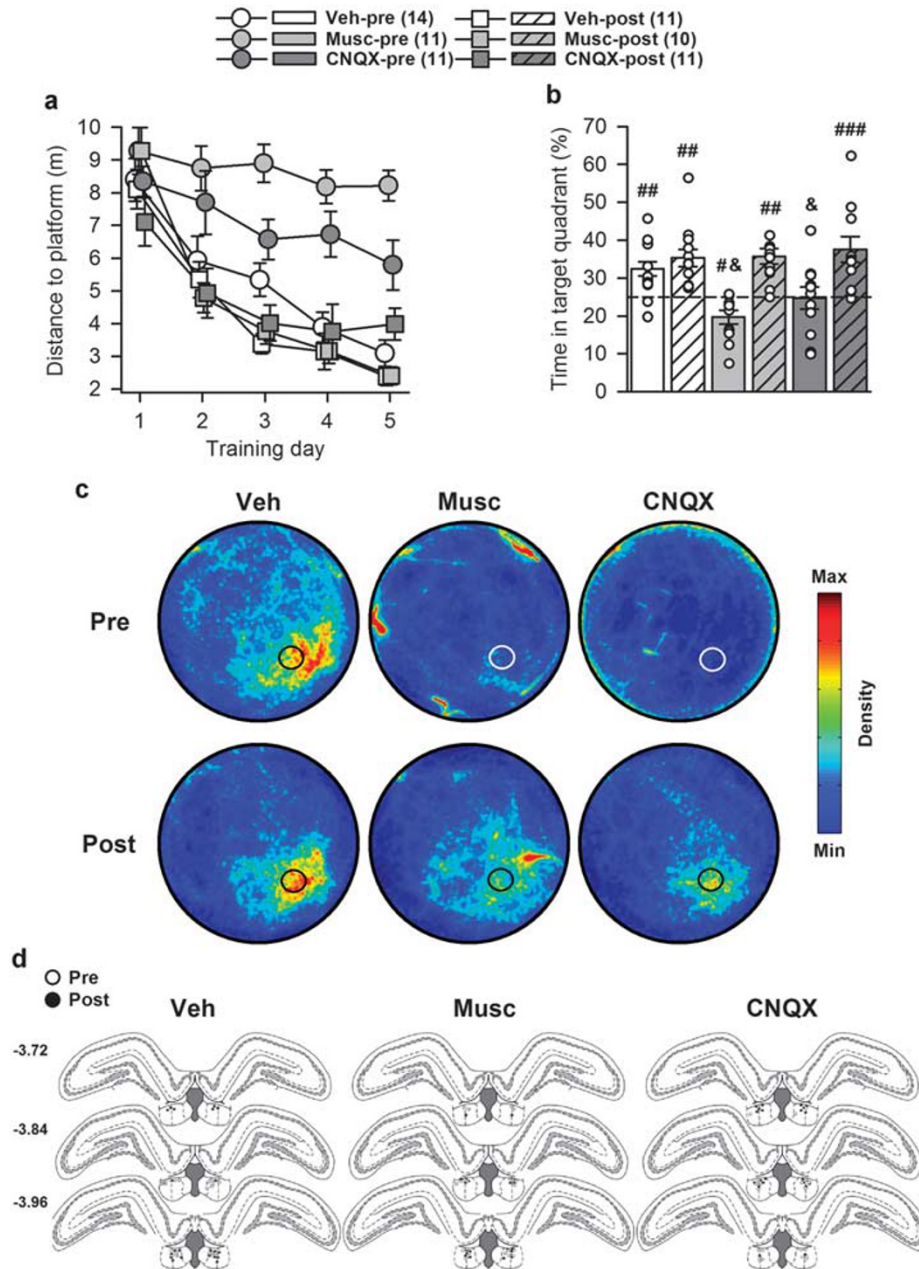 Veh-pre (14) Veh-post (11)
Musc-pre (11) Musc-post (10)
CNQX-pre (11) CNQX-post (11)
a
10
9
8
7
6
5
4
3
2
Distance to platform (m)
1 2 3 4 5
Training day
b
70
60
50
40
30
20
10
0
Time in target quadrant (%)
##
##
#&
##
&
###
c
Veh Musc CNQX
Pre
Post
Max
Density
Min
d
Pre
Post
Veh Musc CNQX
-3.72
-3.84
-3.96